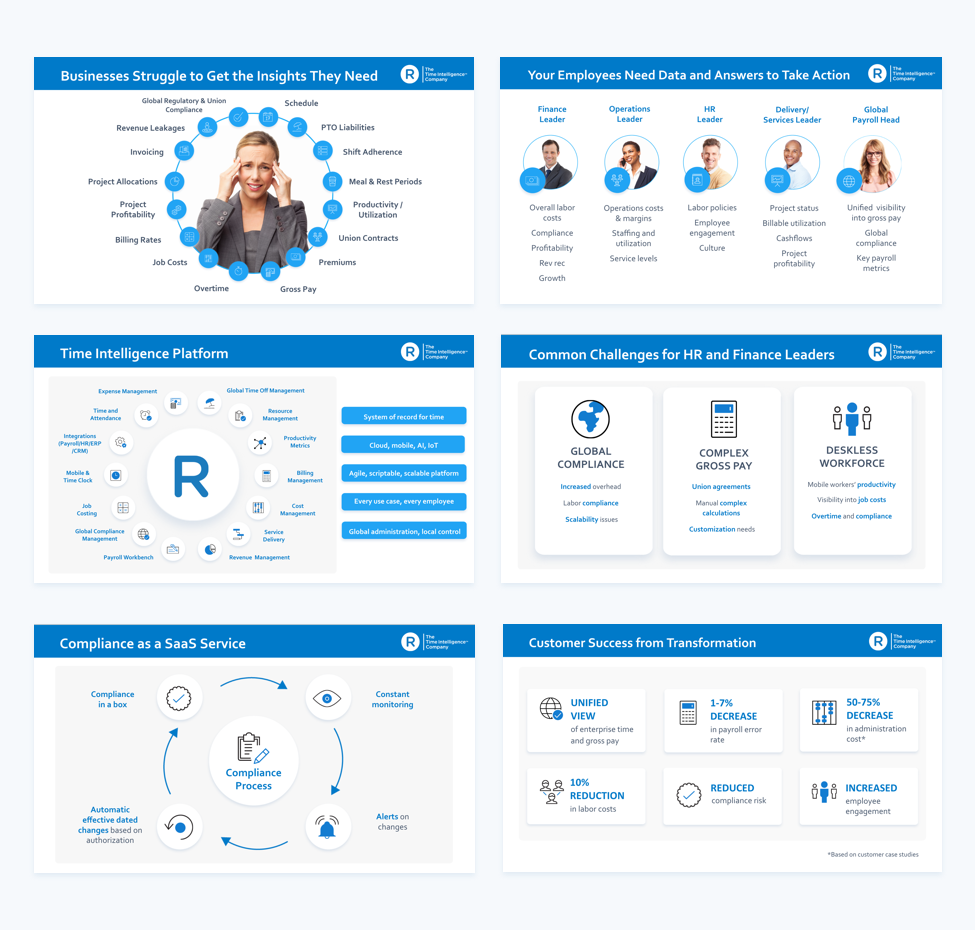 Businesses Struggle to Get the Insights They Need
R
The
Time Intelligence™
Company
Global Regulatory & Union
Compliance
Schedule
Revenue Leakages
PTO Liabilities
Invoicing
Shift Adherence
Project Allocations
Meal & Rest Periods
Project
Profitability
Productivity /
Utilization
Billing Rates
Union Contracts
Job Costs
Premiums
Overtime
Gross Pay
Your Employees Need Data and Answers to Take Action
R
The
Time Intelligence™
Company
Finance
Leader
Operations
Leader
HR
Leader
Delivery/
Services Leader
Global
Payroll Head
Overall labor
costs
Compliance
Profitability
Rev rec
Growth
Operations costs
& margins
Staffing and
utilization
Service levels
Labor policies
Employee
engagement
Culture
Project status
Billable utilization
Cashflows
Project
profitability
Unified visibility
into gross pay
Global
compliance
Key payroll
metrics
Time Intelligence Platform
R
The
Time Intelligence™
Company
Expense Management
Global Time Off Management
Time and
Attendance
Resource
Management
Integrations
(Payroll/HR/ERP
/CRM)
Productivity
Metrics
Mobile &
Time Clock
Billing
Management
Job
Costing
Cost
Management
Global Compliance
Management
Service
Delivery
Payroll Workbench
Revenue Management
R
System of record for time
Cloud, mobile, AI, IoT
Agile, scriptable, scalable platform
Every use case, every employee
Global administration, local control
Common Challenges for HR and Finance Leaders
R
The
Time Intelligence™
Company
GLOBAL
COMPLIANCE
Increased overhead
Labor compliance
Scalability issues
COMPLEX
GROSS PAY
Union agreements
Manual complex
calculations
Customization needs
DESKLESS
WORKFORCE
Mobile workers' productivity
Visibility into job costs
Overtime and compliance
Compliance as a SaaS Service
R
The
Time Intelligence™
Company
Compliance
in a box
Constant
monitoring
Compliance
Process
Automatic
effective dated
changes based on
authorization
Alerts on
changes
Customer Success from Transformation
R
The
Time Intelligence™
Company
UNIFIED
VIEW
of enterprise time
and gross pay
1-7%
DECREASE
in payroll error
rate
50-75%
DECREASE
in administration
cost*
10%
REDUCTION
in labor costs
REDUCED
compliance risk
INCREASED
employee
engagement
*Based on customer case studies